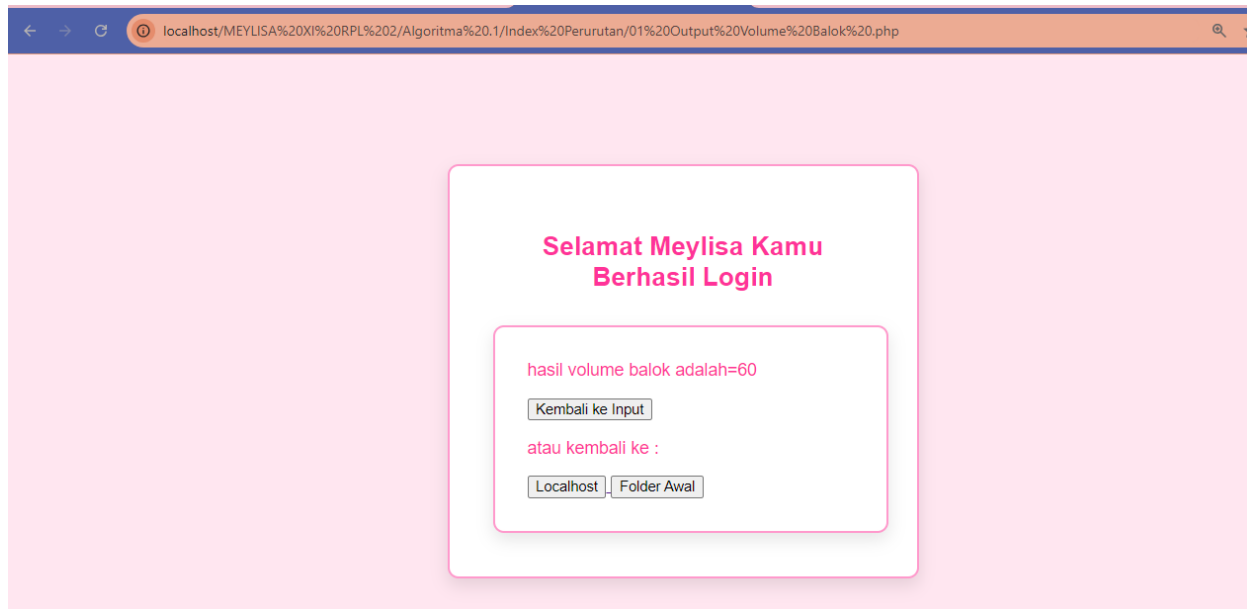 localhost/MEYLISA%20XI%20RPL%202/Algoritma%20.1/Index%20Perurutan/01%20Output%20Volume%20Balok%20.php
Selamat Meylisa Kamu
Berhasil Login
hasil volume balok adalah=60
Kembali ke Input
atau kembali ke :
Localhost Folder Awal